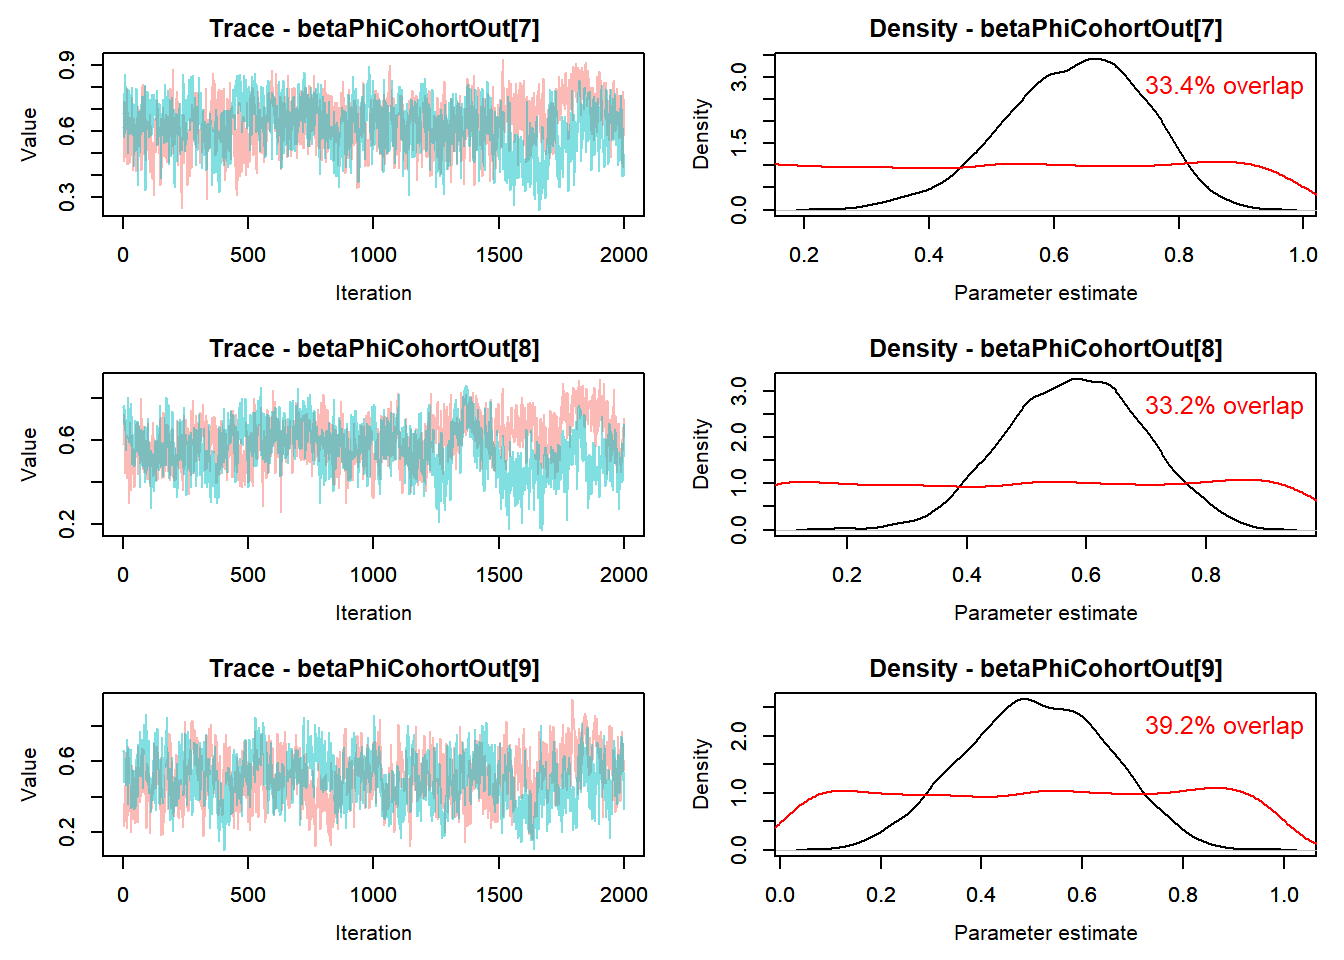 Trace - betaPhiCohortOut[7]
Value
0.3 0.6 0.9
0 500 1000 1500 2000
Iteration
Density - betaPhiCohortOut[7]
33.4% overlap
Density
0.0 1.5 3.0
0.2 0.4 0.6 0.8 1.0
Parameter estimate
Trace - betaPhiCohortOut[8]
Value
0.2 0.6
0 500 1000 1500 2000
Iteration
Density - betaPhiCohortOut[8]
33.2% overlap
Density
0.0 1.0 2.0 3.0
0.2 0.4 0.6 0.8
Parameter estimate
Trace - betaPhiCohortOut[9]
Value
0.2 0.6
0 500 1000 1500 2000
Iteration
Density - betaPhiCohortOut[9]
39.2% overlap
Density
0.0 1.0 2.0
0.0 0.2 0.4 0.6 0.8 1.0
Parameter estimate